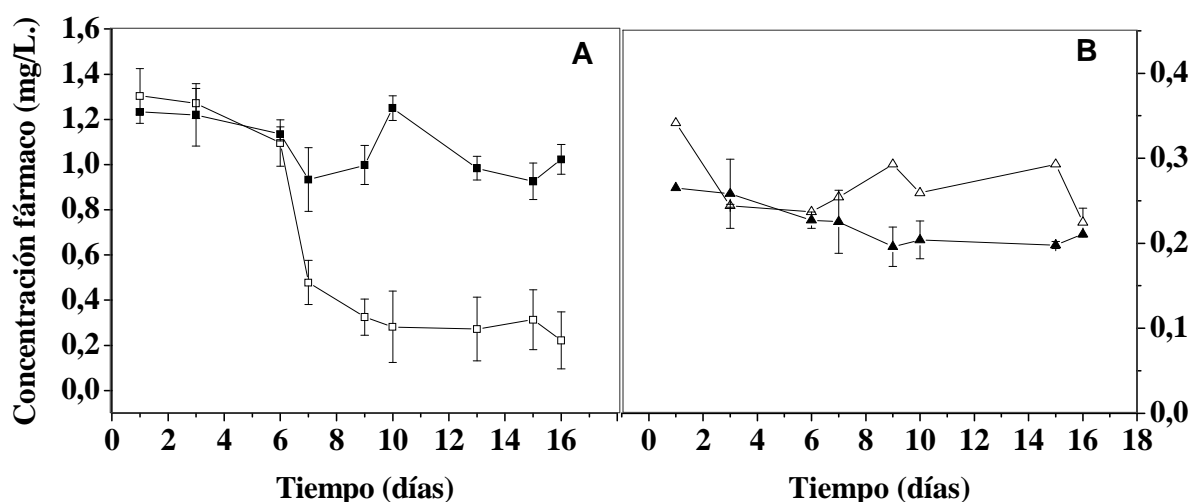 Concentración fármaco (mg/L.)
1,6
1,4
1,2
1,0
0,8
0,6
0,4
0,2
0,0
A
0 2 4 6 8 10 12 14 16
Tiempo (días)
B
0,4
0,3
0,2
0,1
0,0
0 2 4 6 8 10 12 14 16 18
Tiempo (días)